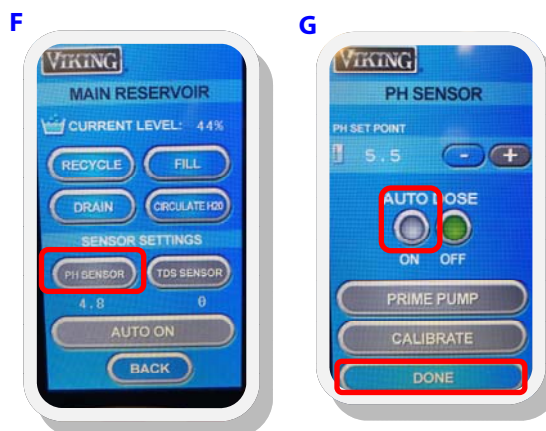 F
VIKING
MAIN RESERVOIR
CURRENT LEVEL: 44%
RECYCLE FILL
DRAIN CIRCULATE H20
SENSOR SETTINGS
PH SENSOR TDS SENSOR
4.8 0
AUTO ON
BACK
G
VIKING
PH SENSOR
PH SET POINT
5.5 - +
AUTO DOSE
ON OFF
PRIME PUMP
CALIBRATE
DONE